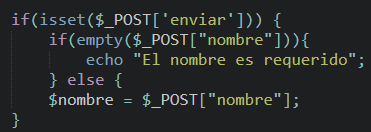 if(isset($_POST['enviar'])) {
    if(empty($_POST["nombre"])){
        echo "El nombre es requerido";
    } else {
    $nombre = $_POST["nombre"];
}